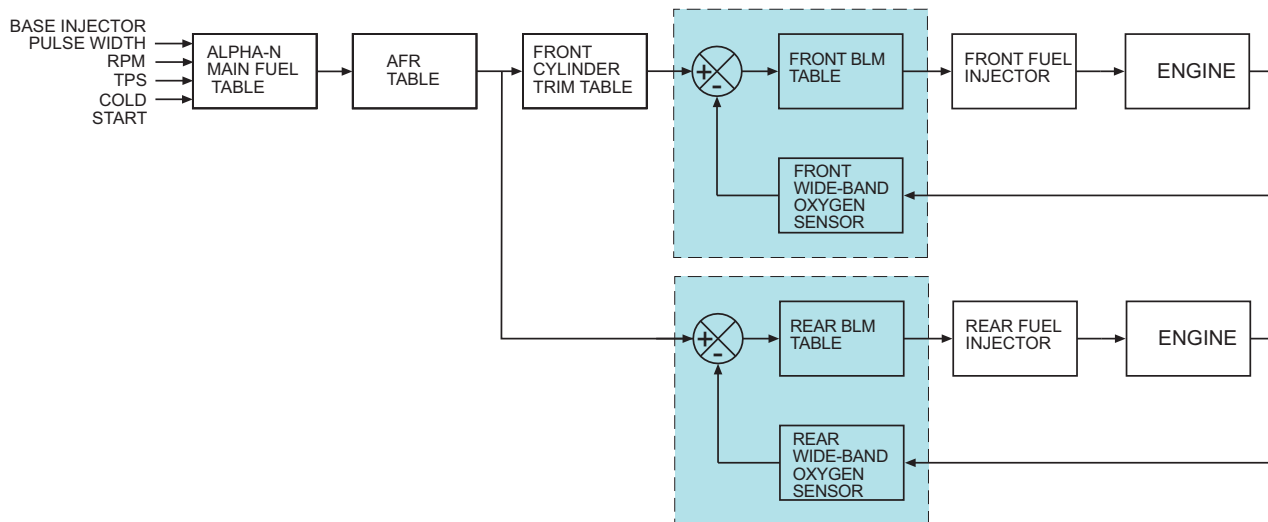 BASE INJECTOR
PULSE WIDTH
RPM
TPS
COLD
START
ALPHA-N
MAIN FUEL
TABLE
AFR
TABLE
FRONT
CYLINDER
TRIM TABLE
+
-
FRONT BLM
TABLE
FRONT FUEL
INJECTOR
ENGINE
FRONT
WIDE-BAND
OXYGEN
SENSOR
+
-
REAR BLM
TABLE
REAR FUEL
INJECTOR
ENGINE
REAR
WIDE-BAND
OXYGEN
SENSOR